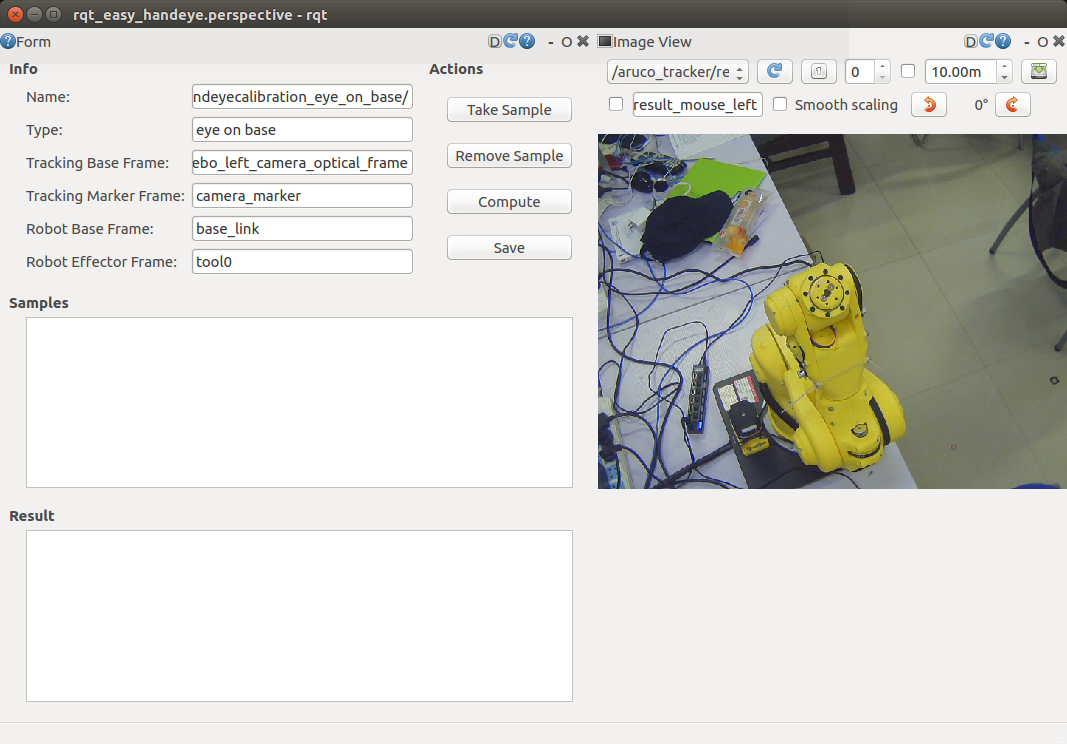 rqt_easy_handeye.perspective - rqt
Form
D
- O
Image View
D
- O
Info
Actions
Name: ndeyecalibration_eye_on_base/
Type: eye on base
Tracking Base Frame: ebo_left_camera_optical_frame
Tracking Marker Frame: camera_marker
Robot Base Frame: base_link
Robot Effector Frame: tool0
Take Sample
Remove Sample
Compute
Save
/aruco_tracker/re
0
10.00m
result_mouse_left
Smooth scaling
0°
Samples
Result